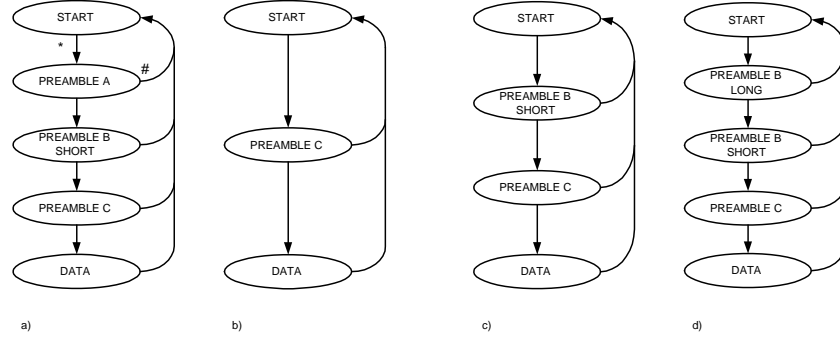 START
*
PREAMBLE A
#
PREAMBLE B
SHORT
PREAMBLE C
DATA
a)
START
PREAMBLE C
DATA
b)
START
PREAMBLE B
SHORT
PREAMBLE C
DATA
c)
START
PREAMBLE B
LONG
PREAMBLE B
SHORT
PREAMBLE C
DATA
d)